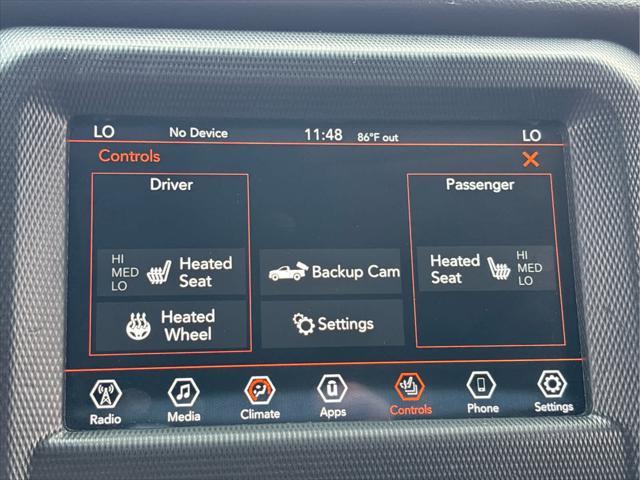 LO No Device 11:48 86°F out LO
Controls
Driver
HI
MED
LO
Heated
Seat
Heated
Wheel
Backup Cam
Settings
Passenger
Heated
Seat
HI
MED
LO
Radio Media Climate Apps Controls Phone Settings